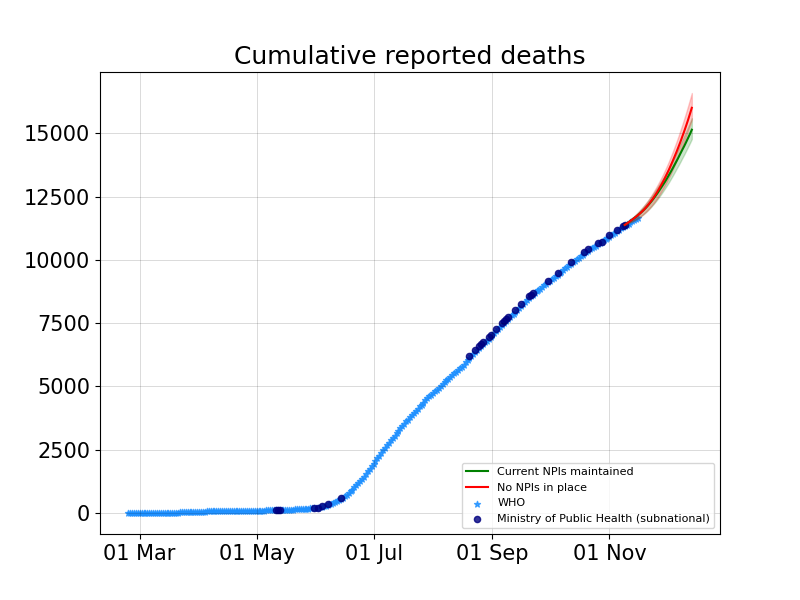 Cumulative reported deaths
15000
12500
10000
7500
5000
2500
0
01 Mar
01 May
01 Jul
01 Sep
01 Nov
Current NPIs maintained
No NPIs in place
WHO
Ministry of Public Health (subnational)